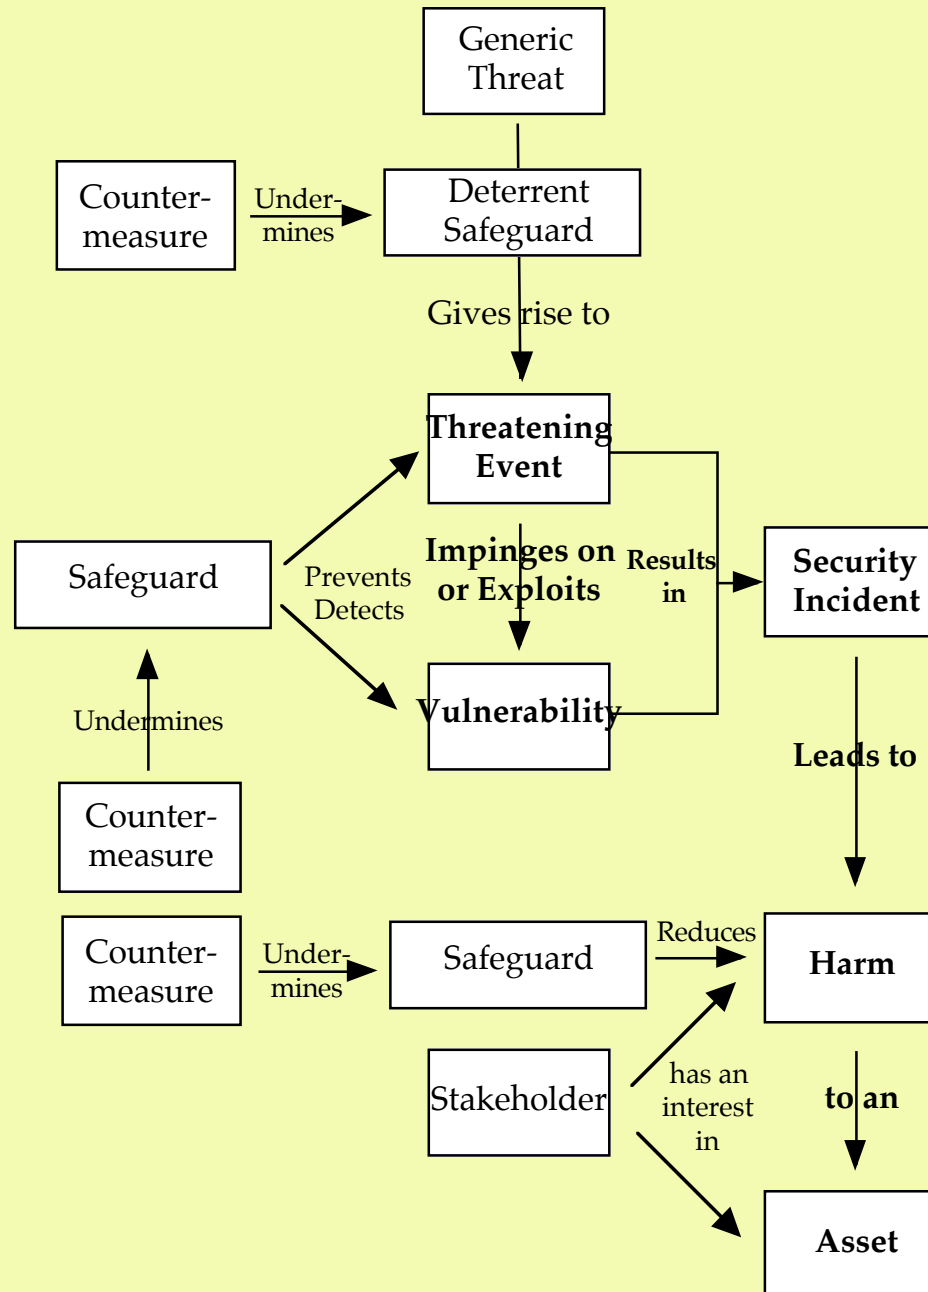 Generic
Threat
Counter-
measure
Under-
mines
Deterrent
Safeguard
Gives rise to
Threatening
Event
Safeguard
Prevents
Detects
Impinges on
or Exploits
Results
in
Security
Incident
Vulnerability
Undermines
Leads to
Counter-
measure
Counter-
measure
Under-
mines
Safeguard
Reduces
Harm
Stakeholder
has an
interest
in
to an
Asset